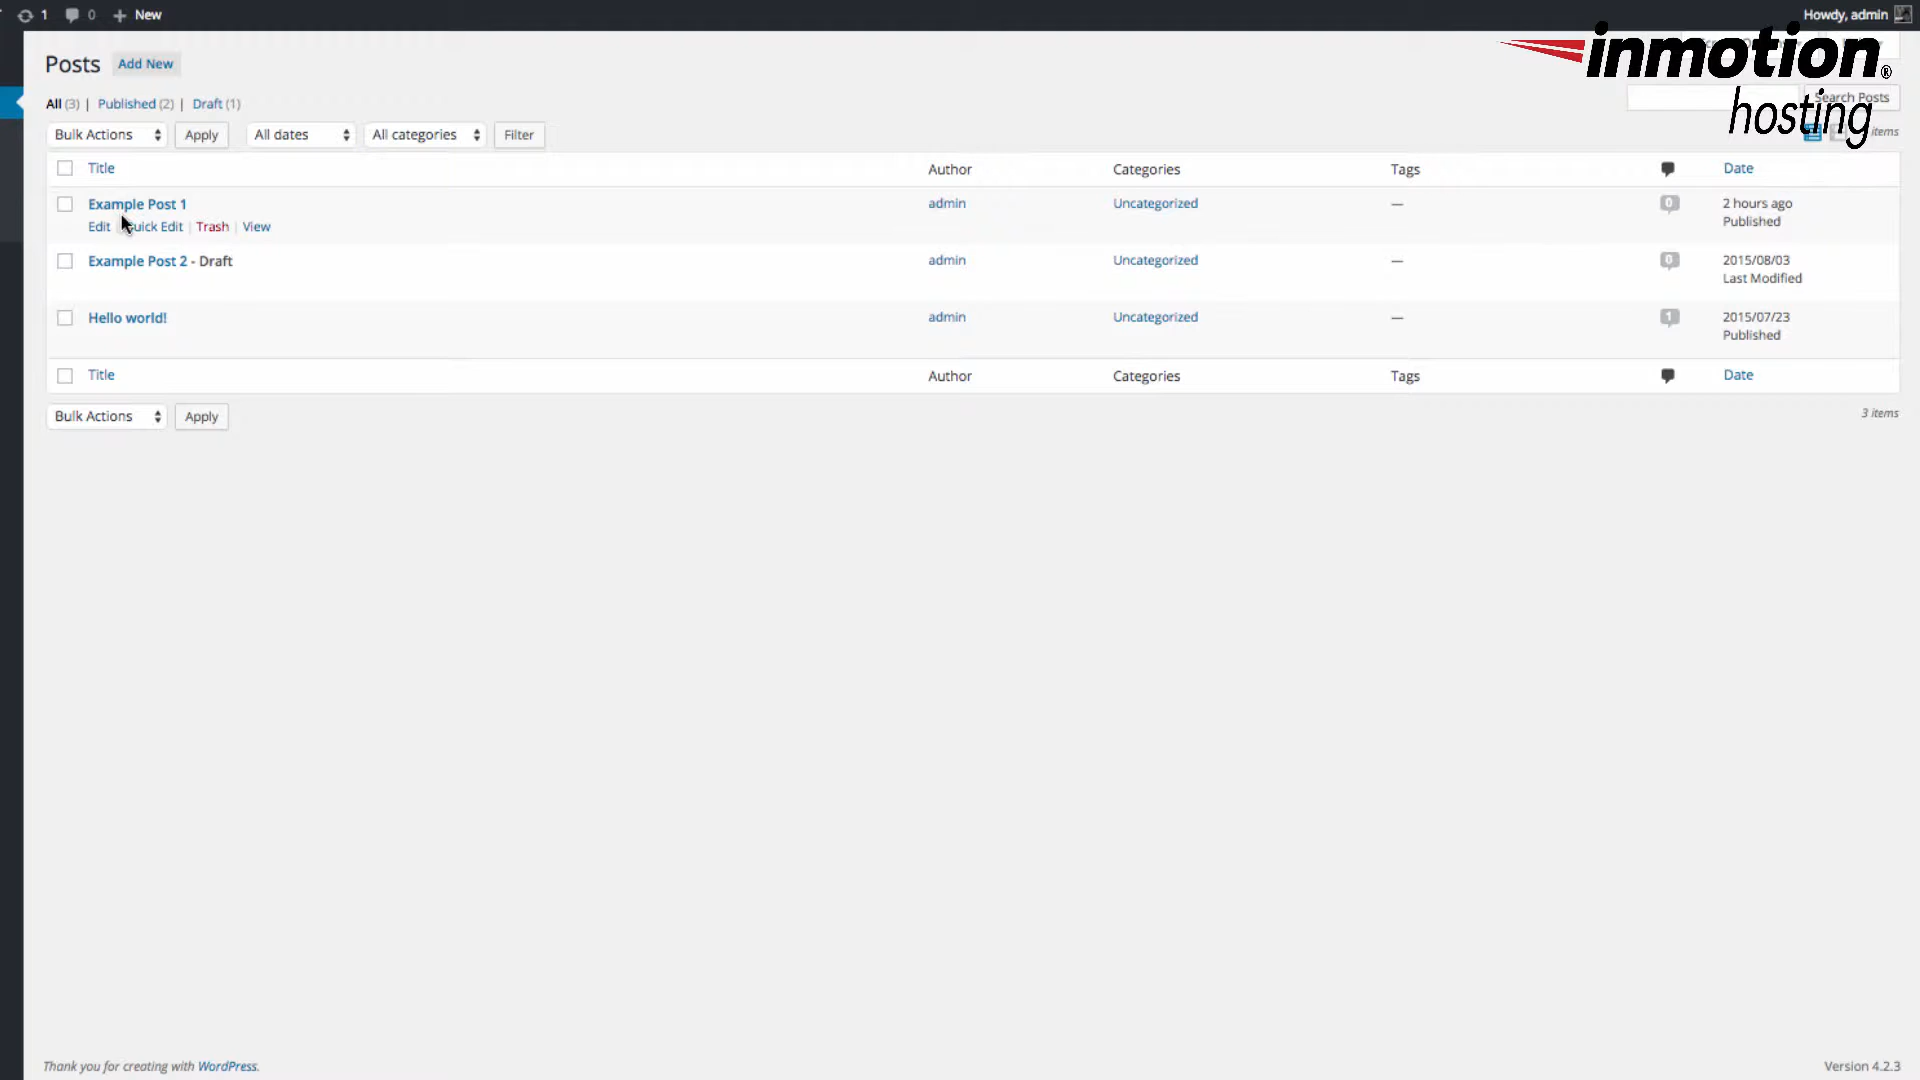 1 0 New Howdy, admin
inmotion®
hosting
Posts Add New
All (3) | Published (2) | Draft (1)
Search Posts
Bulk Actions Apply All dates All categories Filter items
Title Author Categories Tags Date
Example Post 1 admin Uncategorized — 0 2 hours ago
Published
Edit | Quick Edit | Trash | View
Example Post 2 - Draft admin Uncategorized — 0 2015/08/03
Last Modified
Hello world! admin Uncategorized — 1 2015/07/23
Published
Title Author Categories Tags Date
Bulk Actions Apply 3 items
Thank you for creating with WordPress. Version 4.2.3